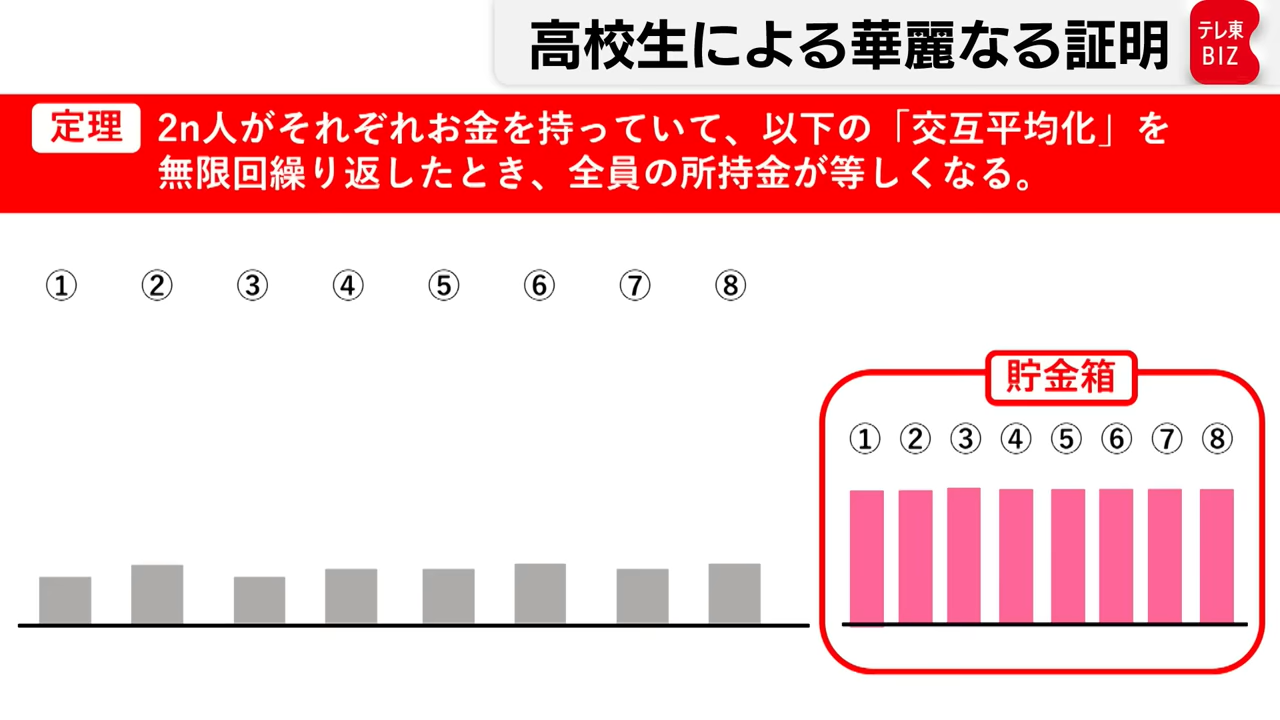 高校生による華麗なる証明
テレ東
BIZ
定理
2n人がそれぞれお金を持っていて、以下の「交互平均化」を
無限回繰り返したとき、全員の所持金が等しくなる。
① ② ③ ④ ⑤ ⑥ ⑦ ⑧
貯金箱
① ② ③ ④ ⑤ ⑥ ⑦ ⑧